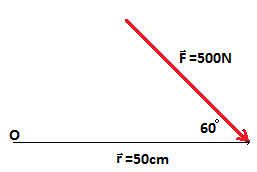 F⃗ =500N
60°
O
r⃗ =50cm